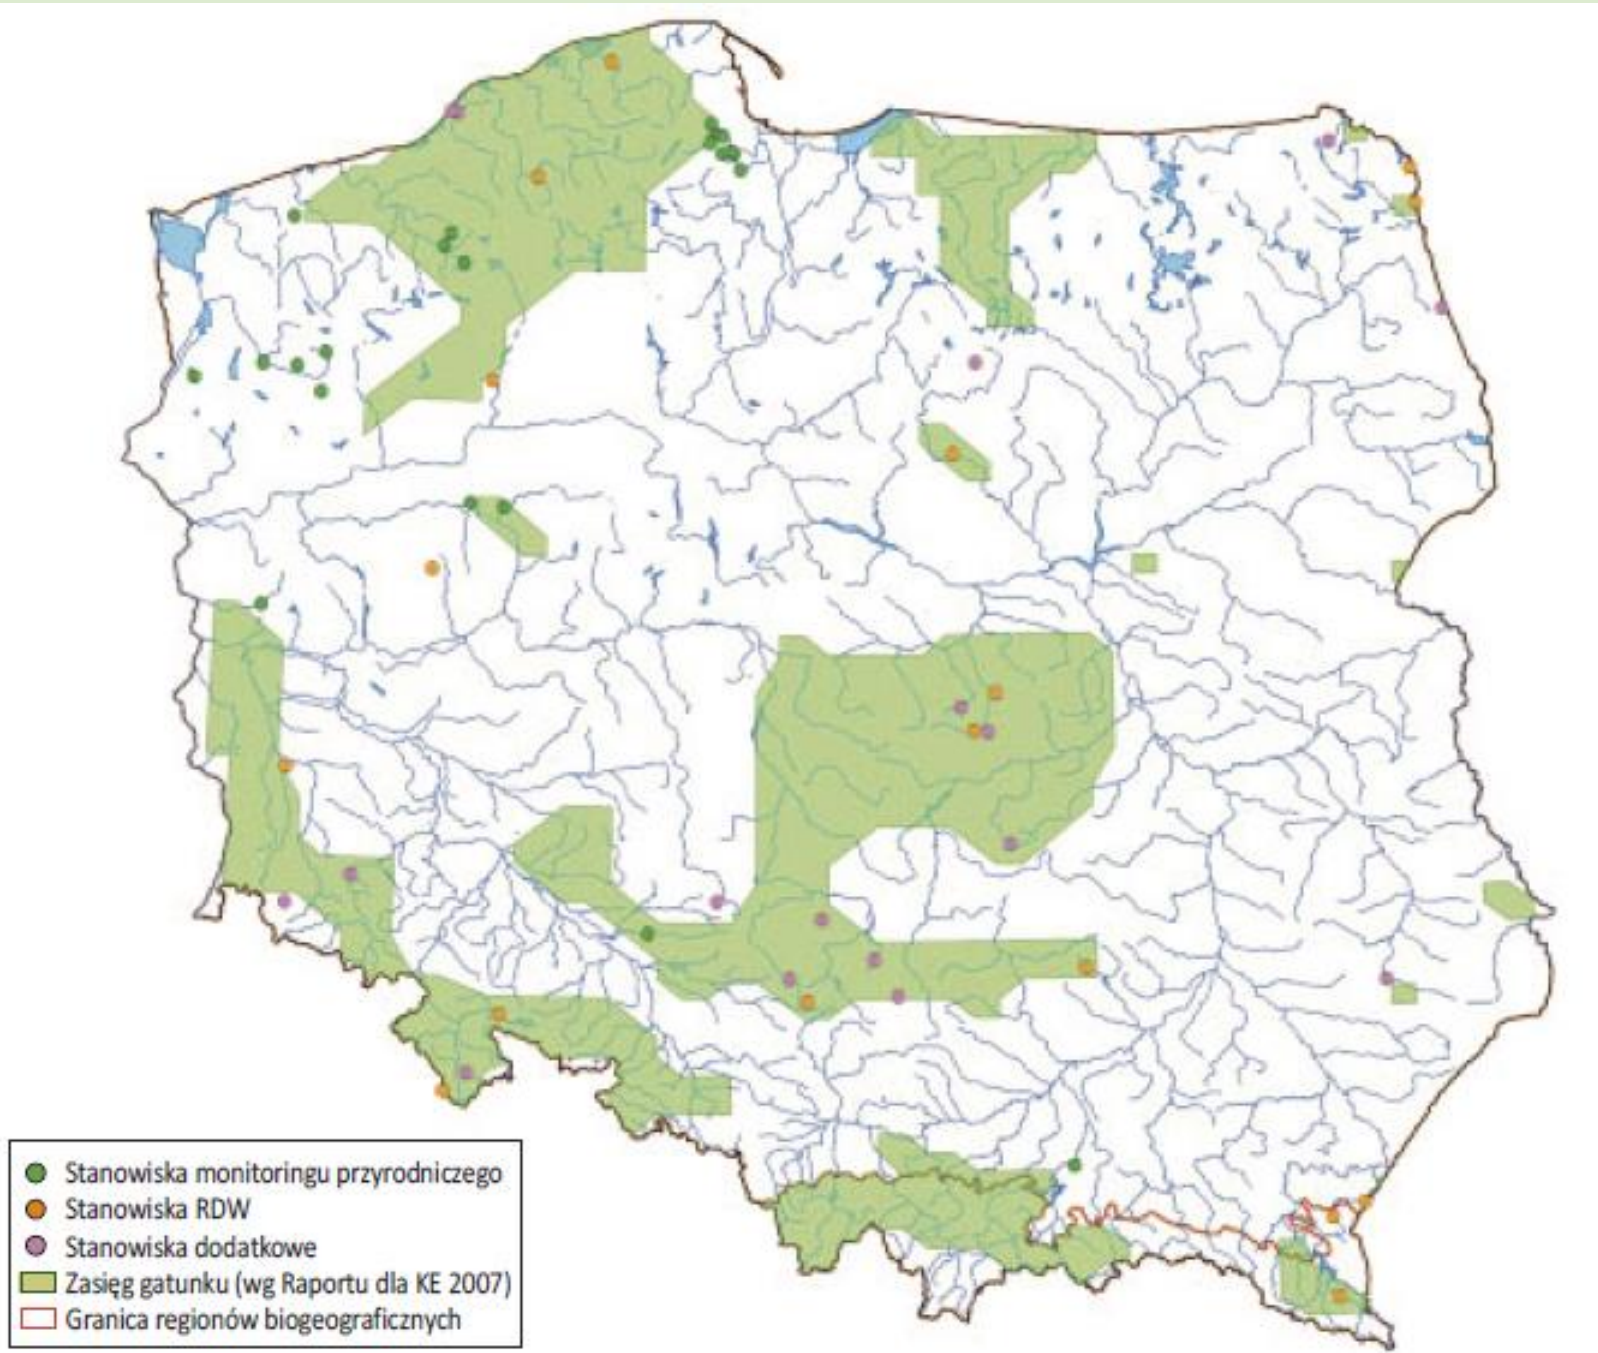 Stanowiska monitoringu przyrodniczego
Stanowiska RDW
Stanowiska dodatkowe
Zasięg gatunku (wg Raportu dla KE 2007)
Granica regionów biogeograficznych